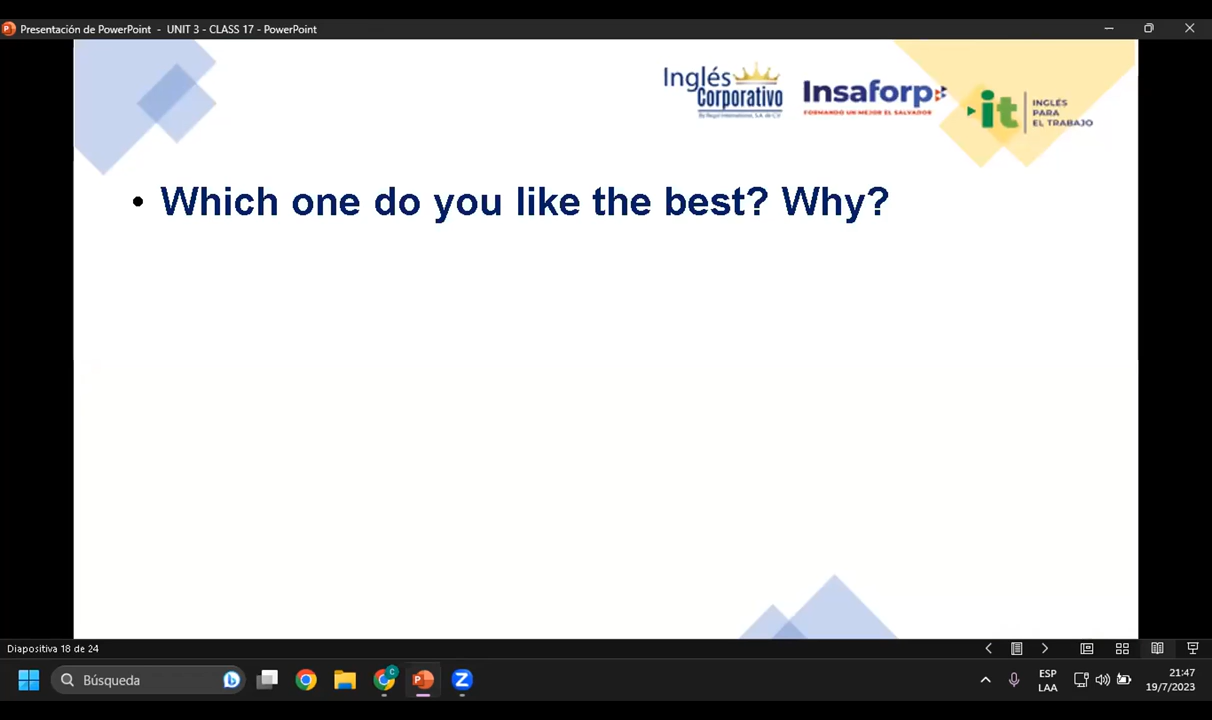 Presentación de PowerPoint - UNIT 3 - CLASS 17 - PowerPoint
Inglés
Corporativo
Insaforp
FORMANDO UN MEJOR EL SALVADOR
it
INGLÉS
PARA
EL TRABAJO
• Which one do you like the best? Why?
Diapositiva 18 de 24
Búsqueda
ESP
LAA
21:47
19/7/2023